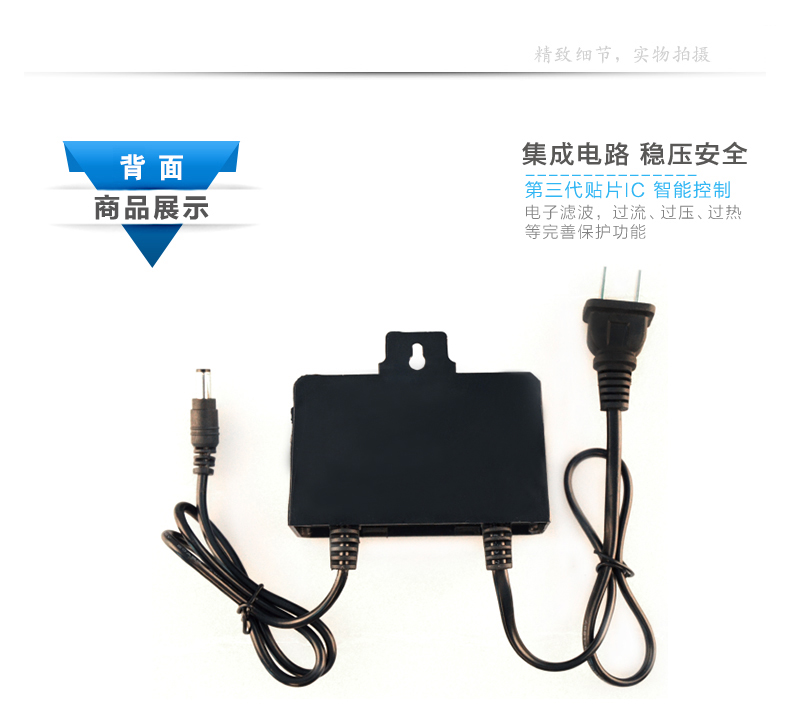 精致细节，实物拍摄
背面
商品展示
集成电路 稳压安全
第三代贴片IC 智能控制
电子滤波，过流、过压、过热
等完善保护功能